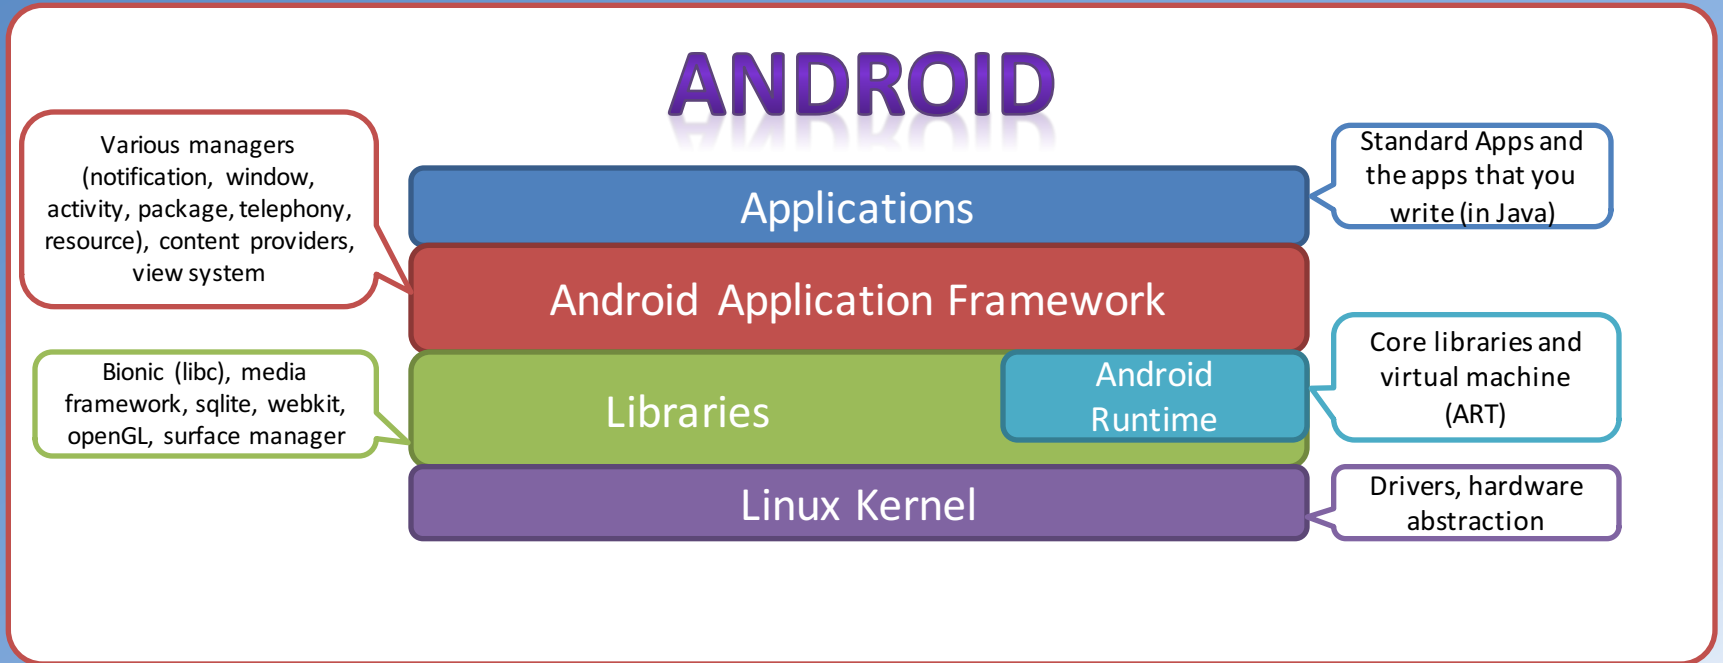 ANDROID
Various managers
(notification, window,
activity, package, telephony,
resource), content providers,
view system
Applications
Standard Apps and
the apps that you
write (in Java)
Android Application Framework
Bionic (libc), media
framework, sqlite, webkit,
openGL, surface manager
Libraries
Android
Runtime
Core libraries and
virtual machine
(ART)
Linux Kernel
Drivers, hardware
abstraction